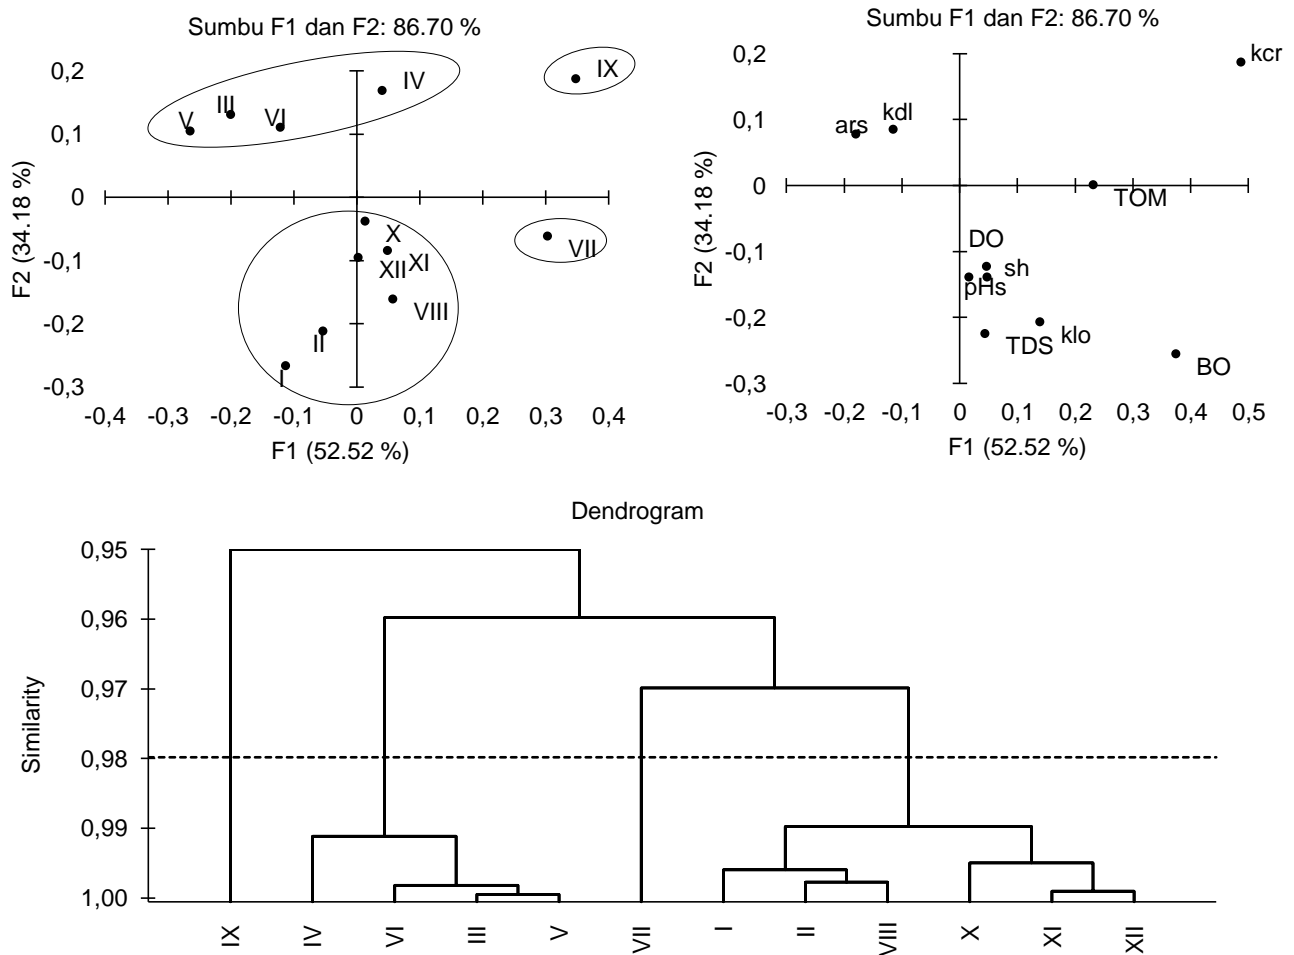 Sumbu F1 dan F2: 86.70 %
0,2
0,1
0
-0,1
-0,2
-0,3
F2 (34.18 %)
V
III
VI
IV
IX
X
XII
XI
VIII
VII
II
I
-0,4 -0,3 -0,2 -0,1 0 0,1 0,2 0,3 0,4
F1 (52.52 %)
Sumbu F1 dan F2: 86.70 %
0,2
0,1
0
-0,1
-0,2
-0,3
F2 (34.18 %)
kcr
ars
kdl
TOM
DO
sh
pHs
TDS
klo
BO
-0,3 -0,2 -0,1 0 0,1 0,2 0,3 0,4 0,5
F1 (52.52 %)
Dendrogram
0,95
0,96
0,97
0,98
0,99
1,00
Similarity
IX IV VI III V VII I II VIII X XI XII